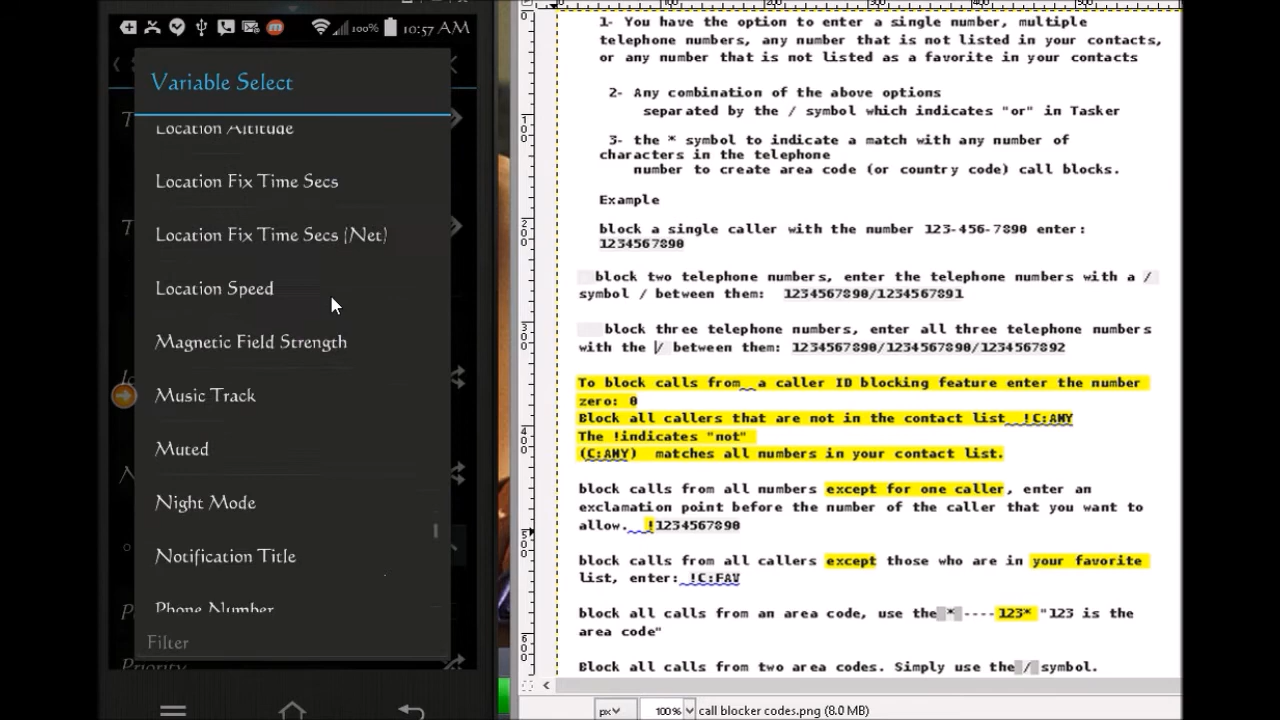 100%
10:57 AM
Variable Select
Location Altitude
Location Fix Time Secs
Location Fix Time Secs (Net)
Location Speed
Magnetic Field Strength
Music Track
Muted
Night Mode
Notification Title
Phone Number
Filter
Priority
1- You have the option to enter a single number, multiple
telephone numbers, any number that is not listed in your contacts,
or any number that is not listed as a favorite in your contacts
2- Any combination of the above options
separated by the / symbol which indicates "or" in Tasker
3- the * symbol to indicate a match with any number of
characters in the telephone
number to create area code (or country code) call blocks.
Example
block a single caller with the number 123-456-7890 enter:
1234567890
block two telephone numbers, enter the telephone numbers with a /
symbol / between them: 1234567890/1234567891
block three telephone numbers, enter all three telephone numbers
with the / between them: 1234567890/1234567890/1234567892
To block calls from a caller ID blocking feature enter the number
zero: 0
Block all callers that are not in the contact list !C:ANY
The !indicates "not"
(C:ANY) matches all numbers in your contact list.
block calls from all numbers except for one caller, enter an
exclamation point before the number of the caller that you want to
allow. !1234567890
block calls from all callers except those who are in your favorite
list, enter: !C:FAV
block all calls from an area code, use the * ---- 123* "123 is the
area code"
Block all calls from two area codes. Simply use the / symbol.
px
100%
call blocker codes.png (8.0 MB)